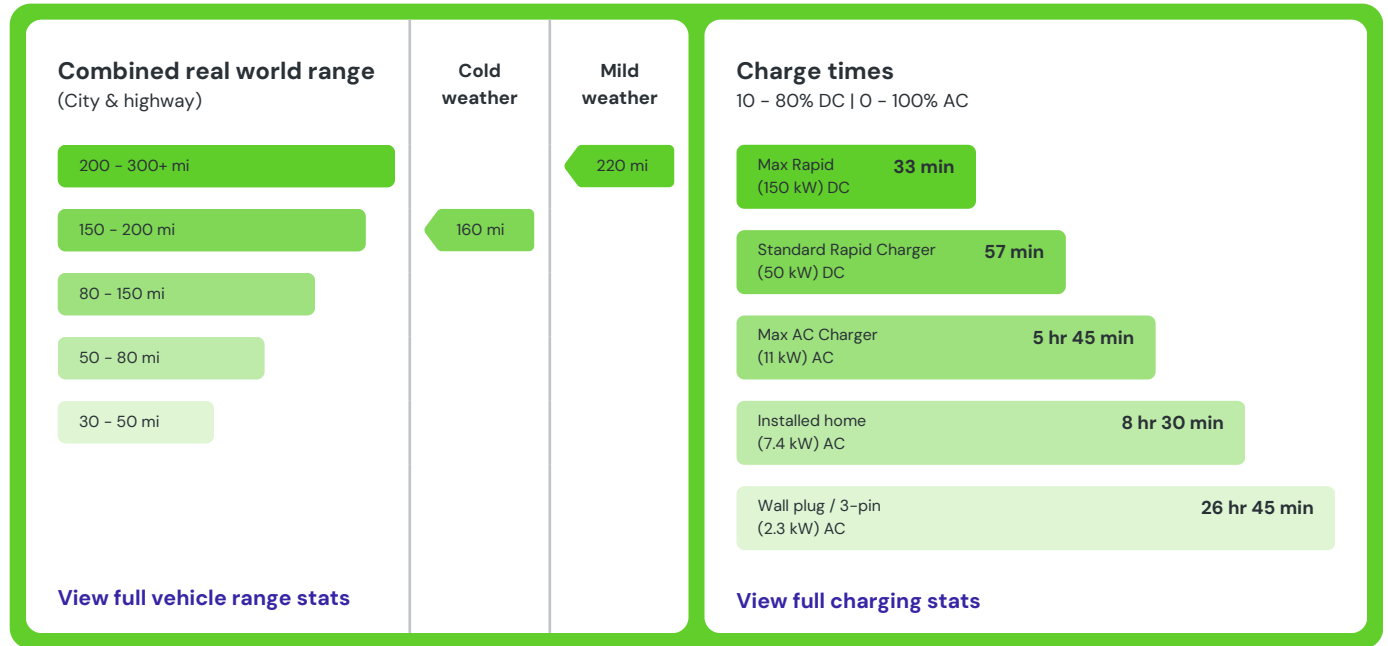 Combined real world range
(City & highway)
Cold
weather
Mild
weather
200 - 300+ mi
220 mi
150 - 200 mi
160 mi
80 - 150 mi
50 - 80 mi
30 - 50 mi
View full vehicle range stats
Charge times
10 - 80% DC | 0 - 100% AC
Max Rapid
(150 kW) DC
33 min
Standard Rapid Charger
(50 kW) DC
57 min
Max AC Charger
(11 kW) AC
5 hr 45 min
Installed home
(7.4 kW) AC
8 hr 30 min
Wall plug / 3-pin
(2.3 kW) AC
26 hr 45 min
View full charging stats